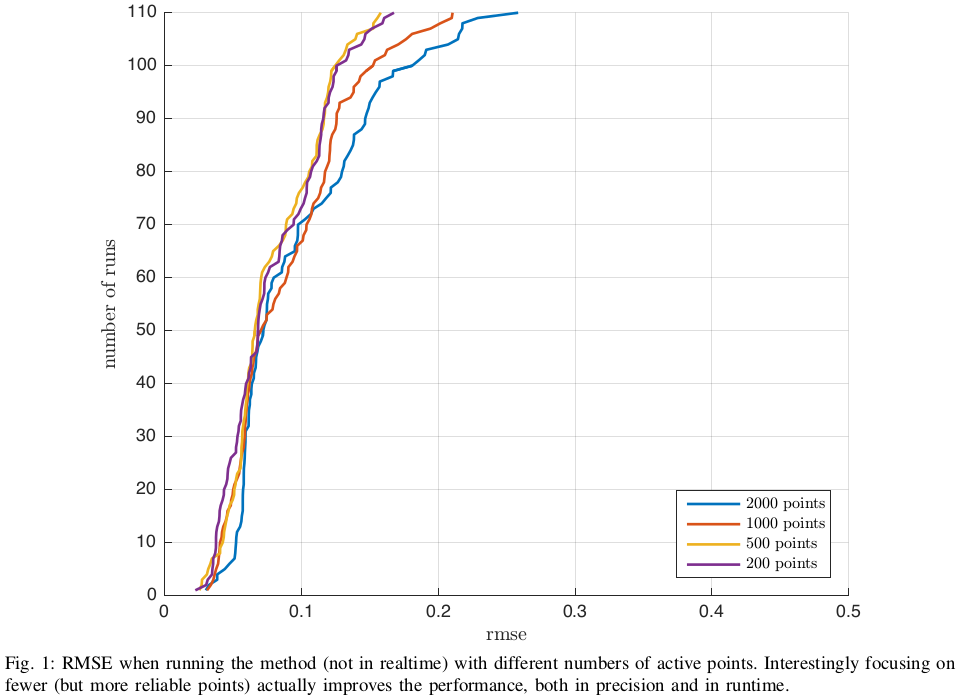 110
100
90
80
70
60
50
40
30
20
10
0
number of runs
0 0.1 0.2 0.3 0.4 0.5
rmse
2000 points
1000 points
500 points
200 points
Fig. 1: RMSE when running the method (not in realtime) with different numbers of active points. Interestingly focusing on
fewer (but more reliable points) actually improves the performance, both in precision and in runtime.